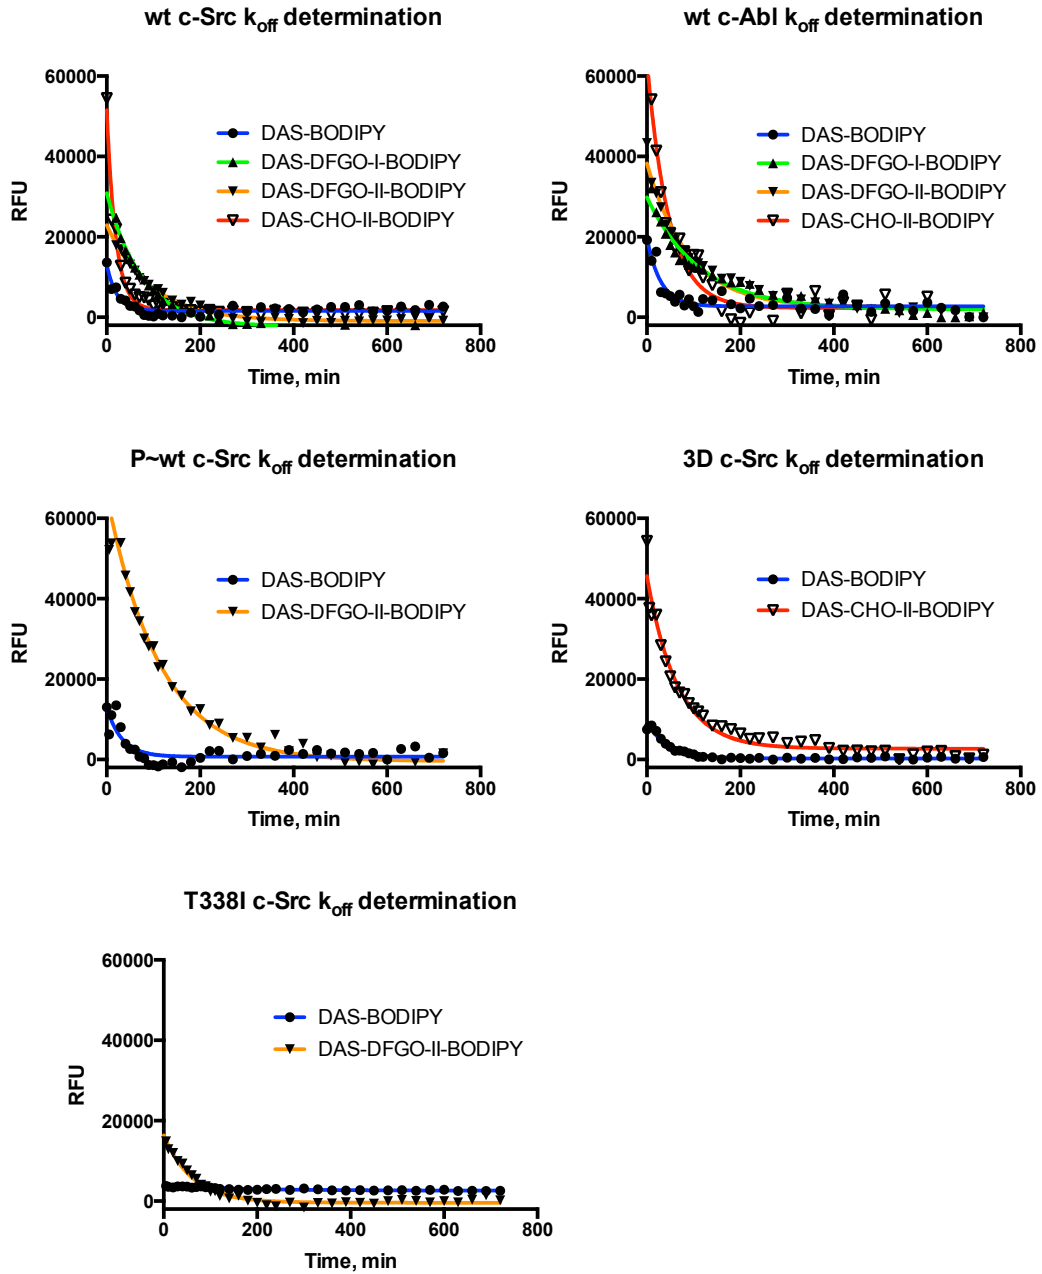 wt c-Src koff determination
60000
40000
20000
0
RFU
DAS-BODIPY
DAS-DFGO-I-BODIPY
DAS-DFGO-II-BODIPY
DAS-CHO-II-BODIPY
0 200 400 600 800
Time, min
wt c-Abl koff determination
60000
40000
20000
0
RFU
DAS-BODIPY
DAS-DFGO-I-BODIPY
DAS-DFGO-II-BODIPY
DAS-CHO-II-BODIPY
0 200 400 600 800
Time, min
P~wt c-Src koff determination
60000
40000
20000
0
RFU
DAS-BODIPY
DAS-DFGO-II-BODIPY
0 200 400 600 800
Time, min
3D c-Src koff determination
60000
40000
20000
0
RFU
DAS-BODIPY
DAS-CHO-II-BODIPY
0 200 400 600 800
Time, min
T338I c-Src koff determination
60000
40000
20000
0
RFU
DAS-BODIPY
DAS-DFGO-II-BODIPY
0 200 400 600 800
Time, min